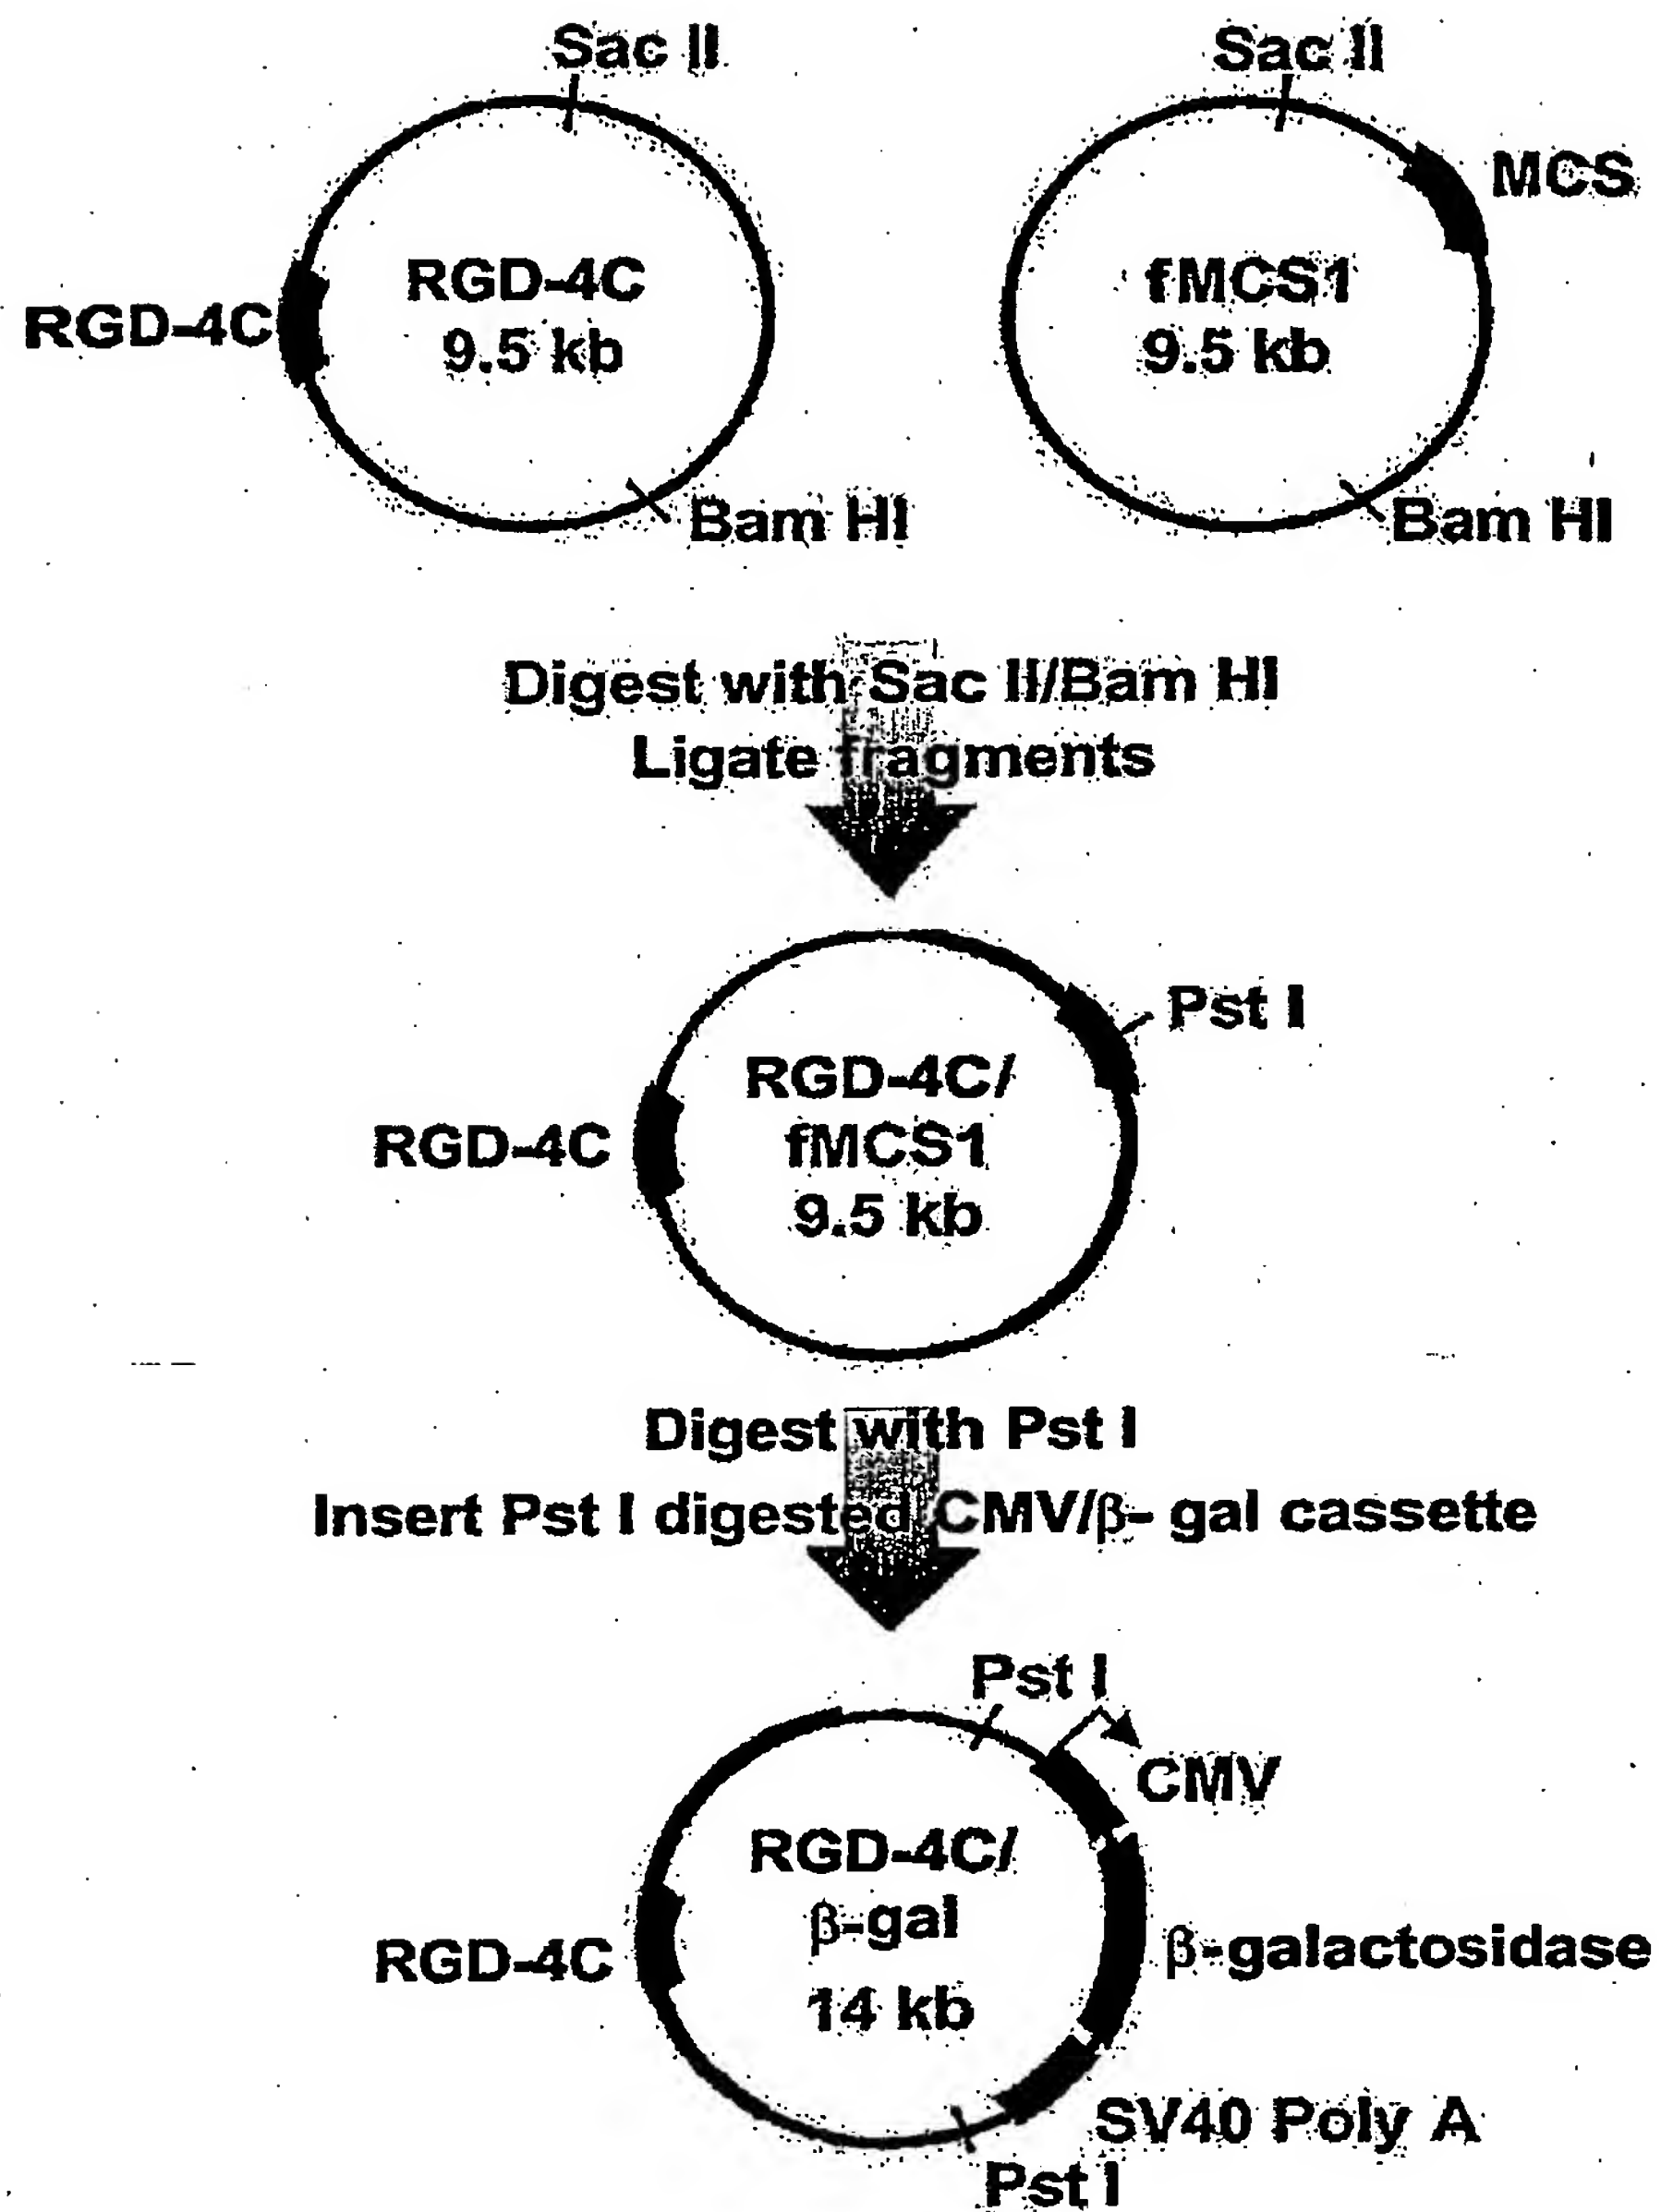 Sac II
Sac II
MCS
RGD-4C
RGD-4C
9.5 kb
fMCS1
9.5 kb
Bam HI
Bam HI
Digest with Sac II/Bam HI
Ligate fragments
Pst I
RGD-4C
RGD-4C/
fMCS1
9.5 kb
Digest with Pst I
Insert Pst I digested CMV/β- gal cassette
Pst I
CMV
RGD-4C/
β-gal
14 kb
RGD-4C
β-galactosidase
SV40 Poly A
Pst I